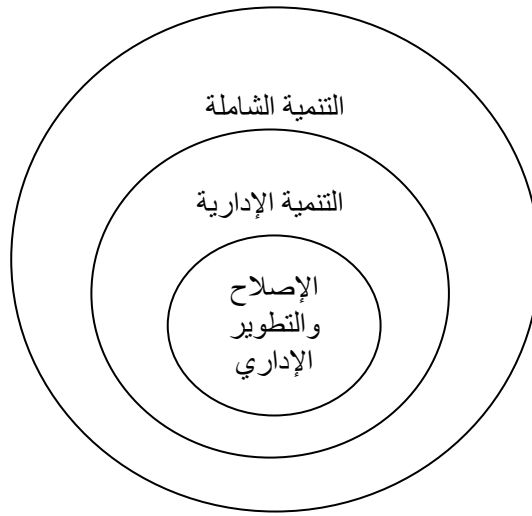 التنمية الشاملة
التنمية الإدارية
الإصلاح
والتطوير
الإداري